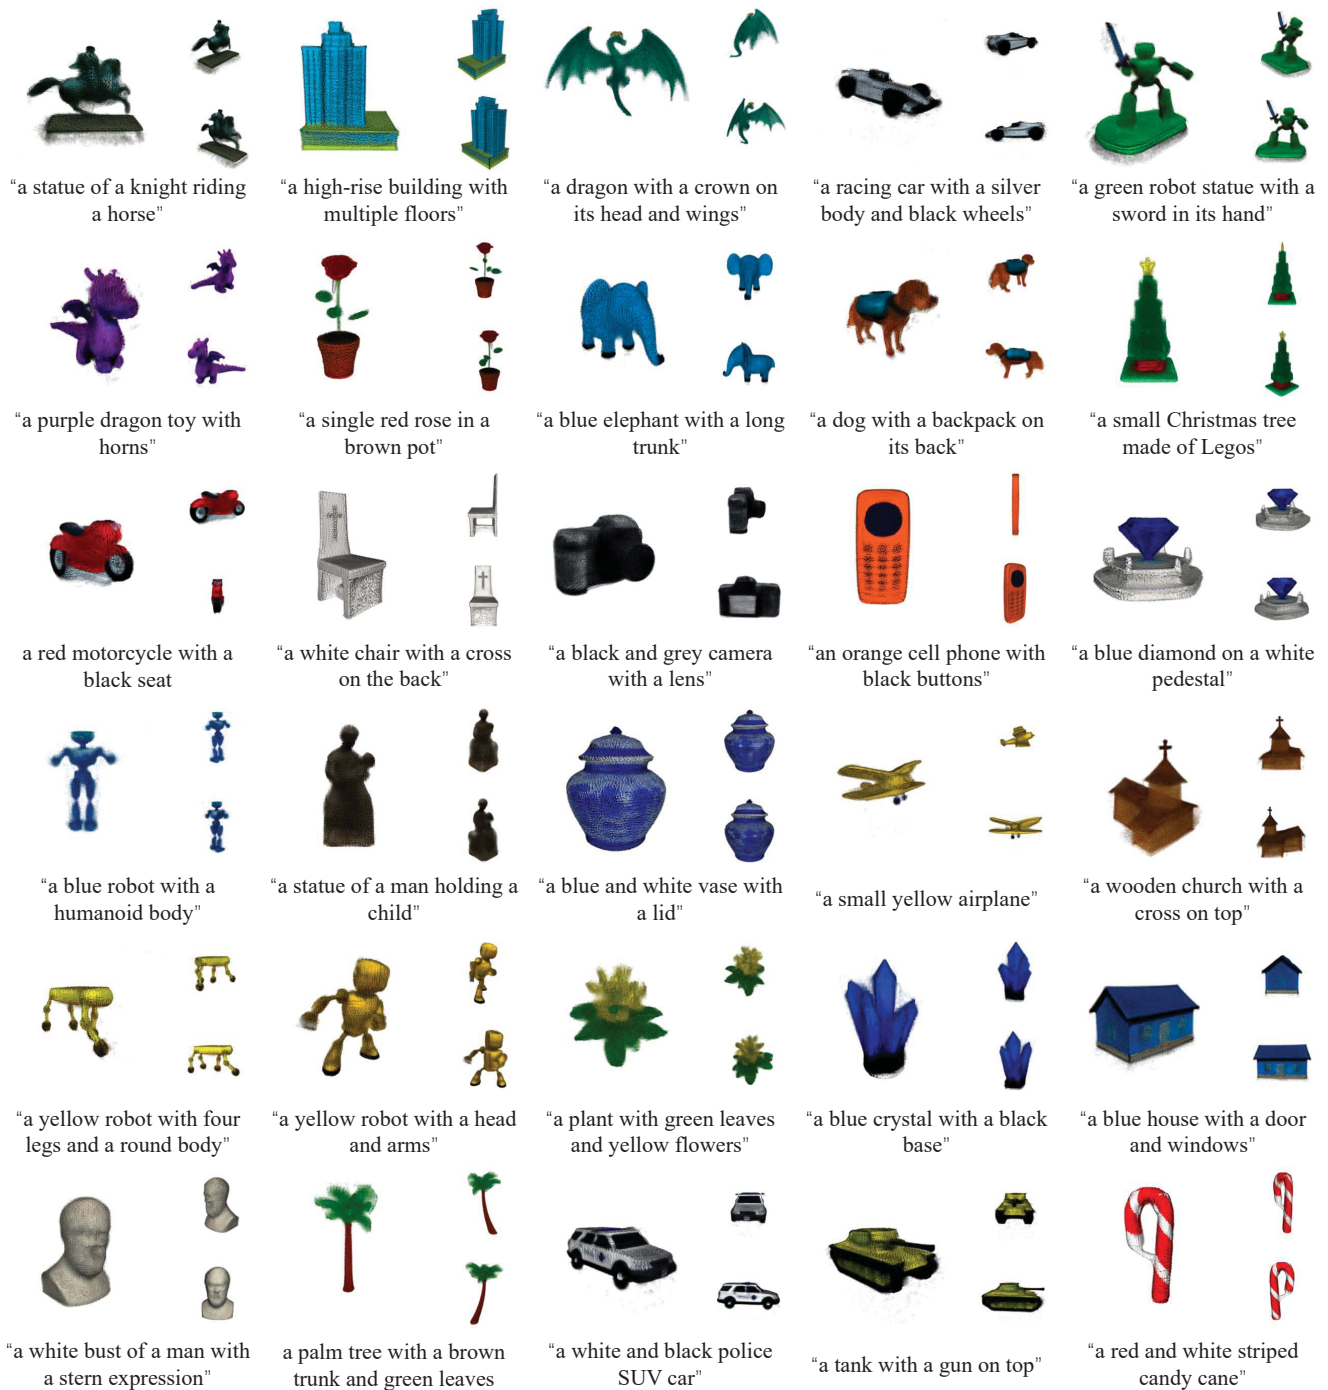 “a statue of a knight riding
a horse”
“a high-rise building with
multiple floors”
“a dragon with a crown on
its head and wings”
“a racing car with a silver
body and black wheels”
“a green robot statue with a
sword in its hand”
“a purple dragon toy with
horns”
“a single red rose in a
brown pot”
“a blue elephant with a long
trunk”
“a dog with a backpack on
its back”
“a small Christmas tree
made of Legos”
a red motorcycle with a
black seat
“a white chair with a cross
on the back”
“a black and grey camera
with a lens”
“an orange cell phone with
black buttons”
“a blue diamond on a white
pedestal”
“a blue robot with a
humanoid body”
“a statue of a man holding a
child”
“a blue and white vase with
a lid”
“a small yellow airplane”
“a wooden church with a
cross on top”
“a yellow robot with four
legs and a round body”
“a yellow robot with a head
and arms”
“a plant with green leaves
and yellow flowers”
“a blue crystal with a black
base”
“a blue house with a door
and windows”
“a white bust of a man with
a stern expression”
a palm tree with a brown
trunk and green leaves
“a white and black police
SUV car”
“a tank with a gun on top”
“a red and white striped
candy cane”